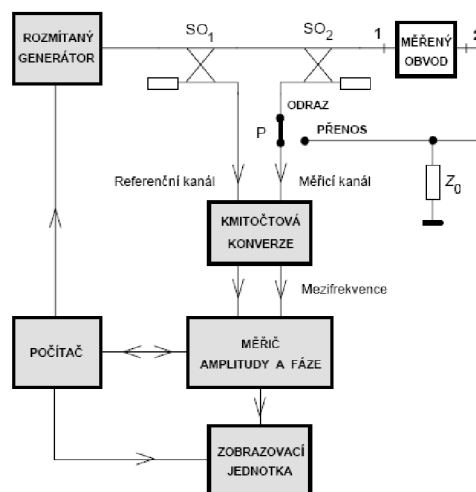 ROZMÍTANÝ
GENERÁTOR
SO1
SO2
1
MĚŘENÝ
OBVOD
2
ODRAZ
P
PŘENOS
Referenční kanál
Měřicí kanál
Z0
KMITOČTOVÁ
KONVERZE
Mezifrekvence
POČÍTAČ
MĚŘIČ
AMPLITUDY A FÁZE
ZOBRAZOVACÍ
JEDNOTKA